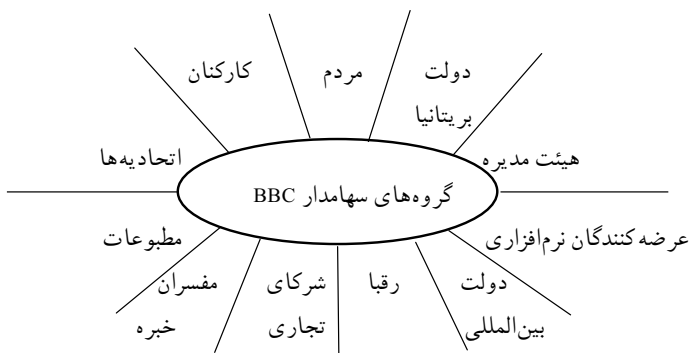 کارکنان
مردم
دولت
بریتانیا
هیئت مدیره
اتحادیه‌ها
گروه‌های سهامدار BBC
عرضه‌کنندگان نرم‌افزاری
مطبوعات
دولت
بین‌المللی
رقبا
شرکای
تجاری
مفسران
خبره